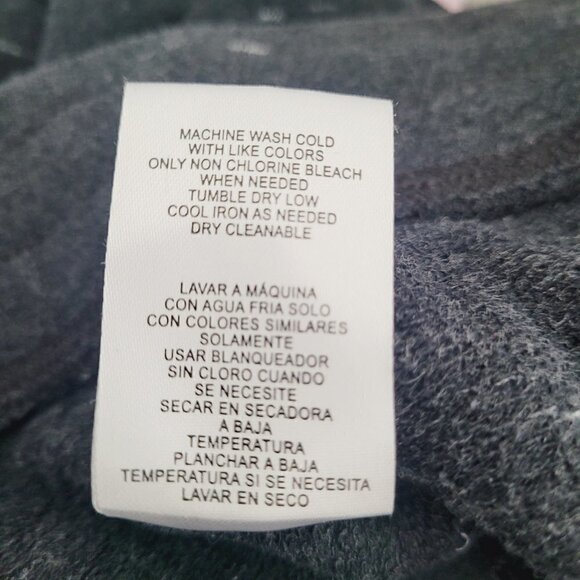 MACHINE WASH COLD
WITH LIKE COLORS
ONLY NON CHLORINE BLEACH
WHEN NEEDED
TUMBLE DRY LOW
COOL IRON AS NEEDED
DRY CLEANABLE
LAVAR A MÁQUINA
CON AGUA FRIA SOLO
CON COLORES SIMILARES
SOLAMENTE
USAR BLANQUEADOR
SIN CLORO CUANDO
SE NECESITE
SECAR EN SECADORA
A BAJA
TEMPERATURA
PLANCHAR A BAJA
TEMPERATURA SI SE NECESITA
LAVAR EN SECO